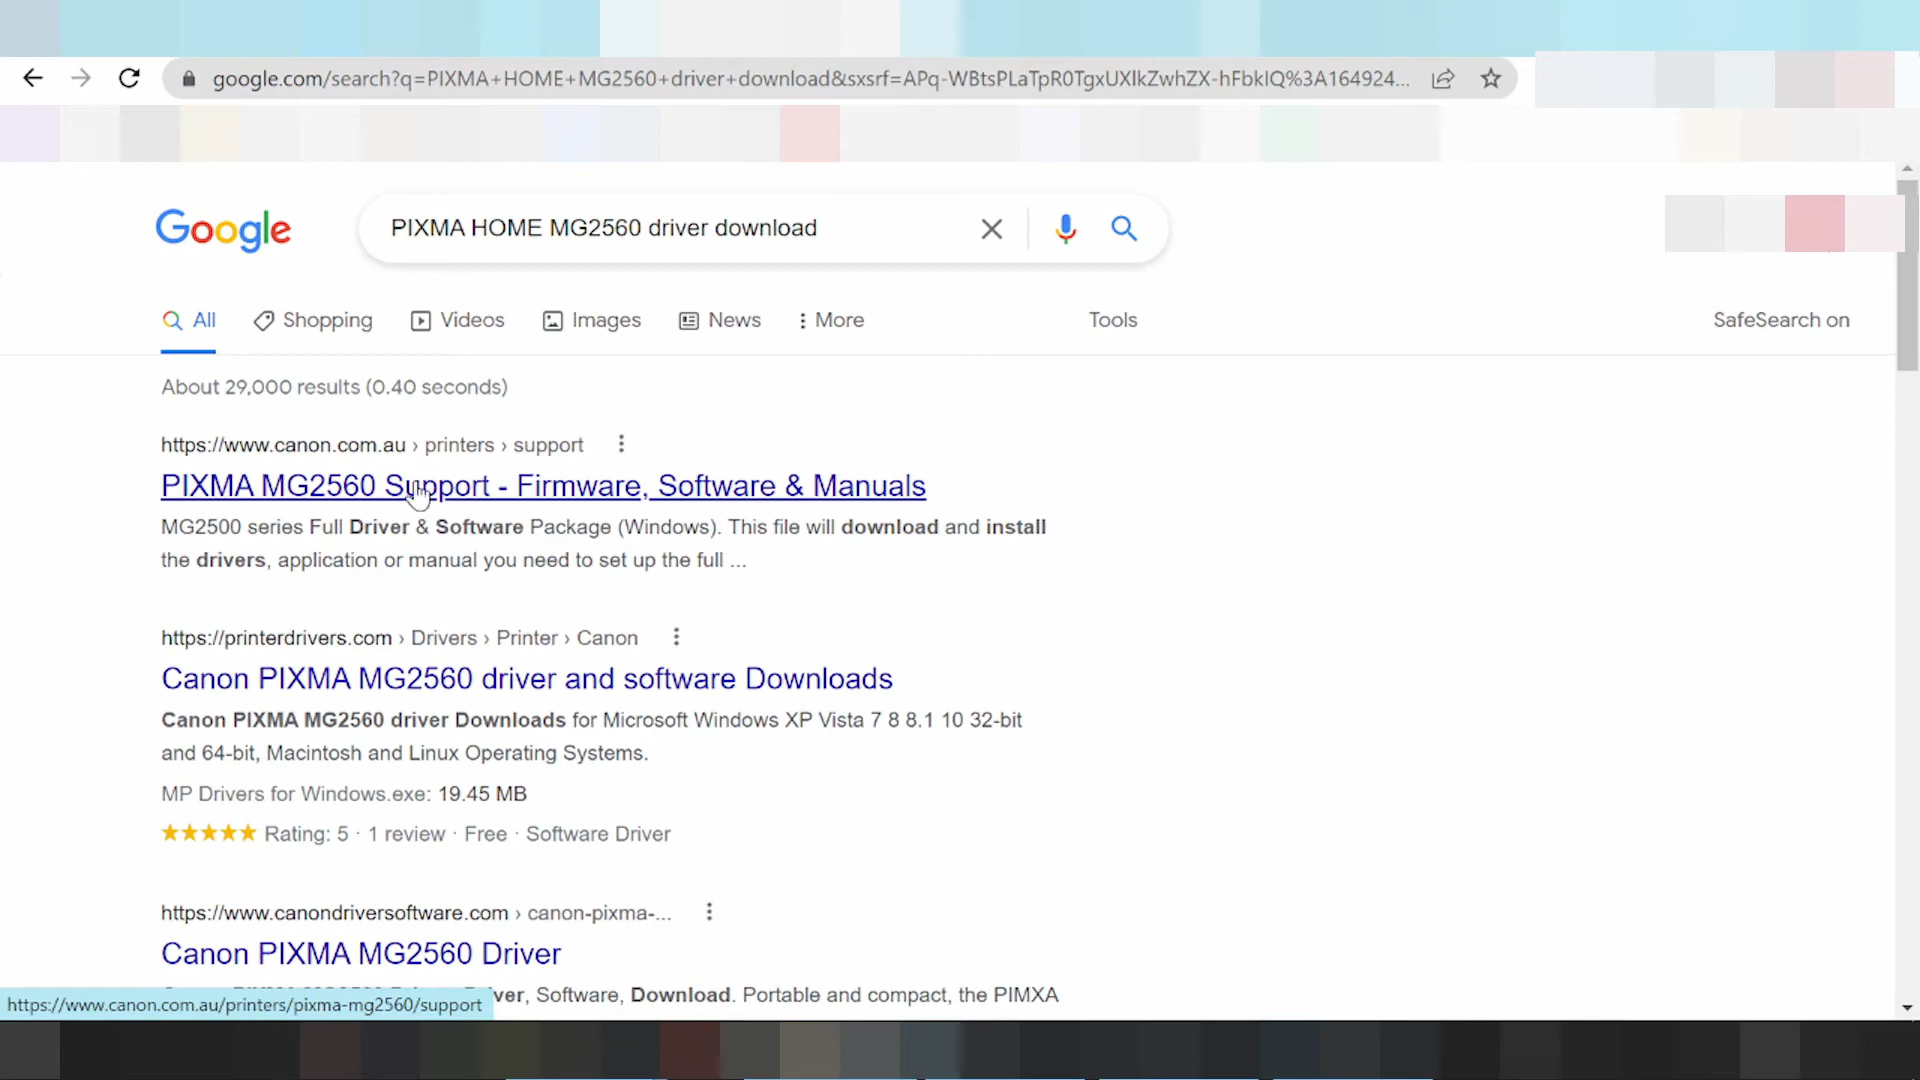 google.com/search?q=PIXMA+HOME+MG2560+driver+download&sxsrf=APq-WBtsPLaTpR0TgxUXlkZwhZX-hFbkIQ%3A164924...
Google
PIXMA HOME MG2560 driver download
All Shopping Videos Images News More Tools SafeSearch on
About 29,000 results (0.40 seconds)
https://www.canon.com.au › printers › support
PIXMA MG2560 Support - Firmware, Software & Manuals
MG2500 series Full Driver & Software Package (Windows). This file will download and install
the drivers, application or manual you need to set up the full ...
https://printerdrivers.com › Drivers › Printer › Canon
Canon PIXMA MG2560 driver and software Downloads
Canon PIXMA MG2560 driver Downloads for Microsoft Windows XP Vista 7 8 8.1 10 32-bit
and 64-bit, Macintosh and Linux Operating Systems.
MP Drivers for Windows.exe: 19.45 MB
Rating: 5 · 1 review · Free · Software Driver
https://www.canondriversoftware.com › canon-pixma-...
Canon PIXMA MG2560 Driver
Software, Download. Portable and compact, the PIMXA
https://www.canon.com.au/printers/pixma-mg2560/support